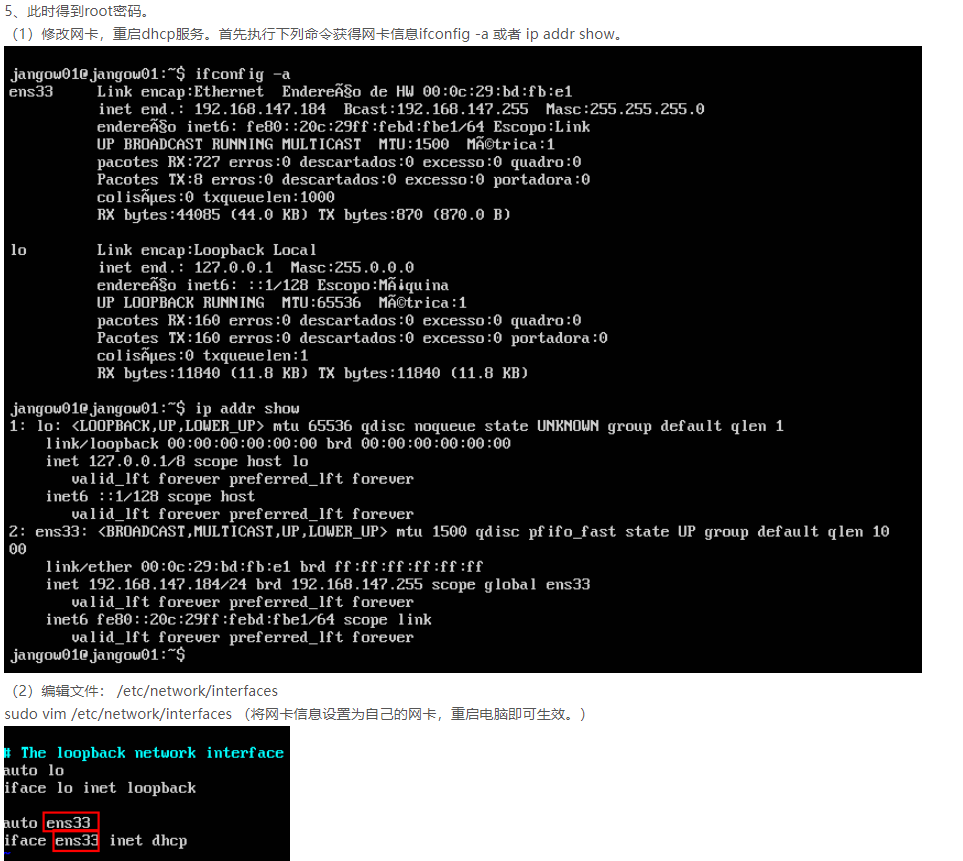 5、此时得到root密码。
（1）修改网卡，重启dhcp服务。首先执行下列命令获得网卡信息ifconfig -a 或者 ip addr show。
jangow01@jangow01:~$ ifconfig -a
ens33     Link encap:Ethernet  EndereÃ§o de HW 00:0c:29:bd:fb:e1
          inet end.: 192.168.147.184  Bcast:192.168.147.255  Masc:255.255.255.0
          endereÃ§o inet6: fe80::20c:29ff:febd:fbe1/64 Escopo:Link
          UP BROADCAST RUNNING MULTICAST  MTU:1500  MÃ©trica:1
          pacotes RX:727 erros:0 descartados:0 excesso:0 quadro:0
          Pacotes TX:8 erros:0 descartados:0 excesso:0 portadora:0
          colisÃµes:0 txqueuelen:1000
          RX bytes:44085 (44.0 KB) TX bytes:870 (870.0 B)
lo        Link encap:Loopback Local
          inet end.: 127.0.0.1  Masc:255.0.0.0
          endereÃ§o inet6: ::1/128 Escopo:MÃ¡quina
          UP LOOPBACK RUNNING  MTU:65536  MÃ©trica:1
          pacotes RX:160 erros:0 descartados:0 excesso:0 quadro:0
          Pacotes TX:160 erros:0 descartados:0 excesso:0 portadora:0
          colisÃµes:0 txqueuelen:1
          RX bytes:11840 (11.8 KB) TX bytes:11840 (11.8 KB)
jangow01@jangow01:~$ ip addr show
1: lo: <LOOPBACK,UP,LOWER_UP> mtu 65536 qdisc noqueue state UNKNOWN group default qlen 1
    link/loopback 00:00:00:00:00:00 brd 00:00:00:00:00:00
    inet 127.0.0.1/8 scope host lo
       valid_lft forever preferred_lft forever
    inet6 ::1/128 scope host
       valid_lft forever preferred_lft forever
2: ens33: <BROADCAST,MULTICAST,UP,LOWER_UP> mtu 1500 qdisc pfifo_fast state UP group default qlen 10
00
    link/ether 00:0c:29:bd:fb:e1 brd ff:ff:ff:ff:ff:ff
    inet 192.168.147.184/24 brd 192.168.147.255 scope global ens33
       valid_lft forever preferred_lft forever
    inet6 fe80::20c:29ff:febd:fbe1/64 scope link
       valid_lft forever preferred_lft forever
jangow01@jangow01:~$
（2）编辑文件： /etc/network/interfaces
sudo vim /etc/network/interfaces （将网卡信息设置为自己的网卡，重启电脑即可生效。）
# The loopback network interface
auto lo
iface lo inet loopback
auto ens33
iface ens33 inet dhcp